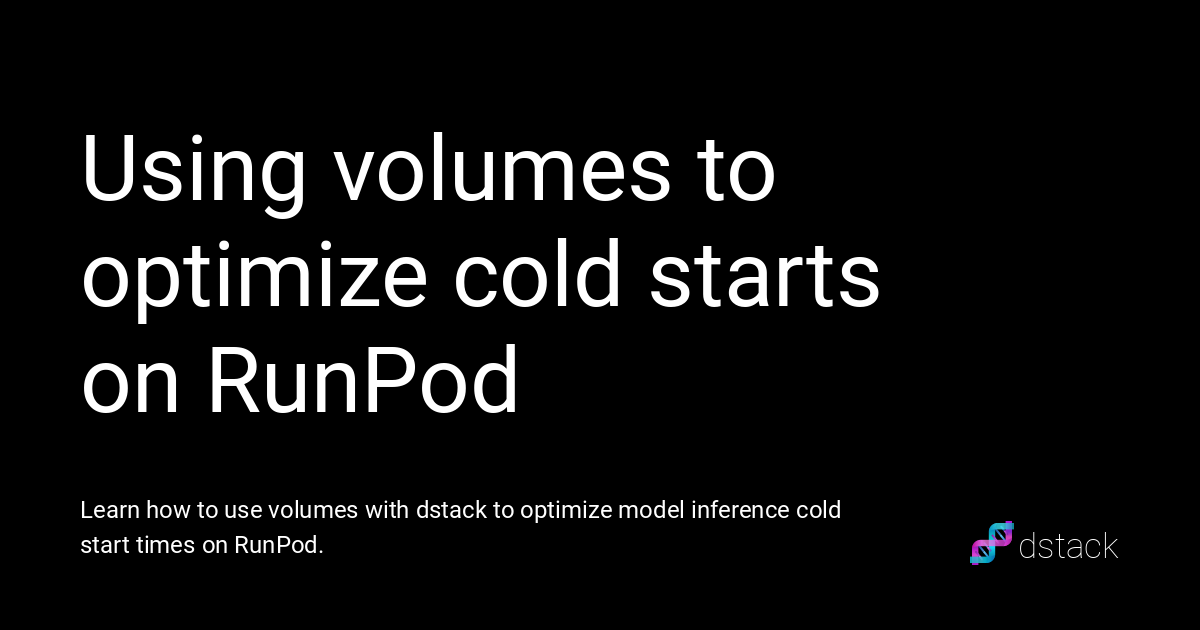 Using volumes to
optimize cold starts
on RunPod
Learn how to use volumes with dstack to optimize model inference cold
start times on RunPod.
dstack